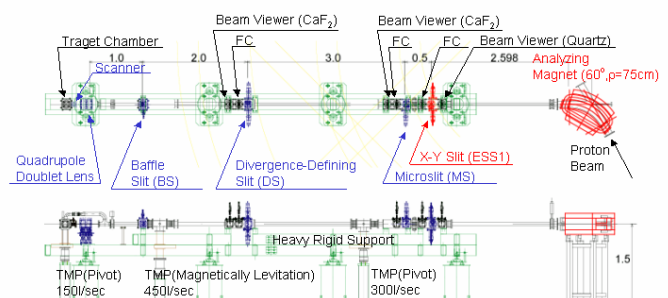 Beam Viewer (CaF2)
Beam Viewer (CaF2)
Traget Chamber
FC
FC
FC
Beam Viewer (Quartz)
Scanner
1.0
2.0
3.0
0.5
2.598
Analyzing
Magnet (60°,ρ=75cm)
Quadrupole
Doublet Lens
Baffle
Slit (BS)
Divergence-Defining
Slit (DS)
X-Y Slit (ESS1)
Microslit (MS)
Proton
Beam
Heavy Rigid Support
1.5
TMP(Pivot)
150l/sec
TMP(Magnetically Levitation)
450l/sec
TMP(Pivot)
300l/sec